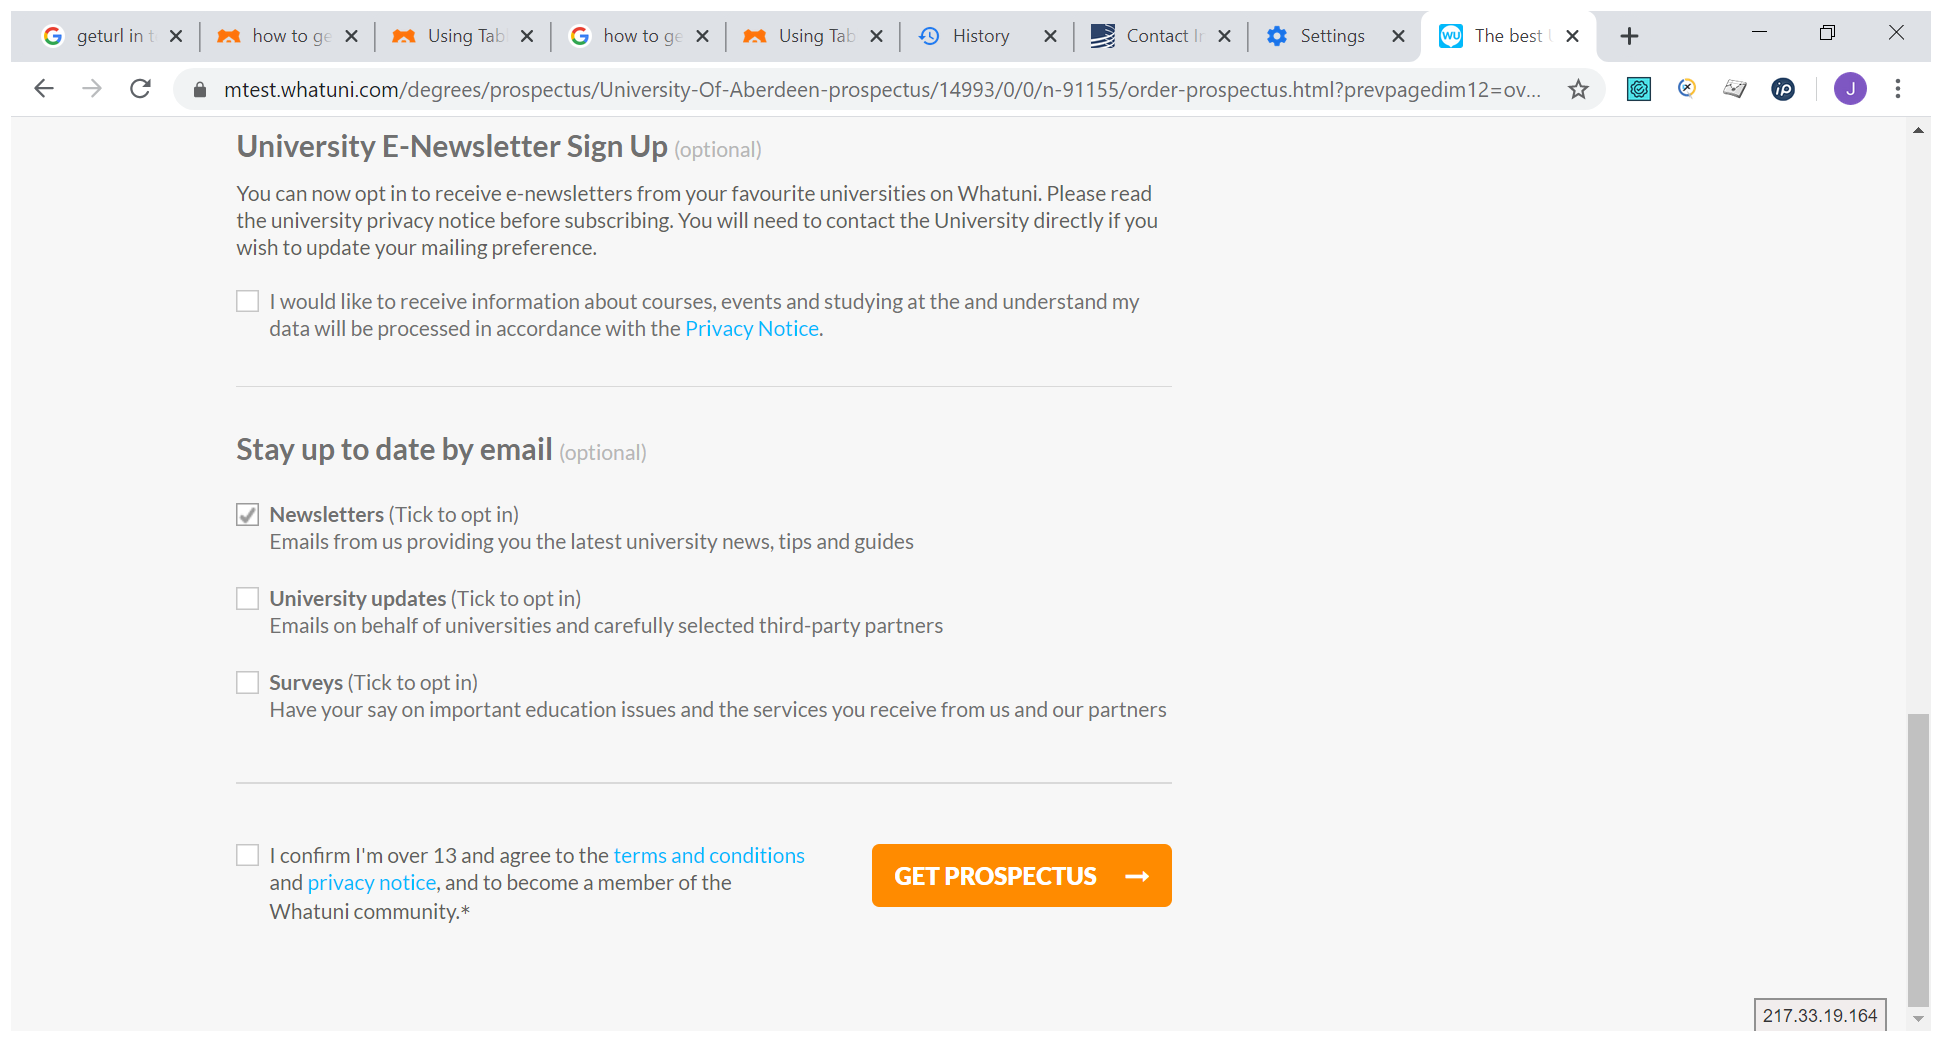 geturl in t
how to ge
Using Tab
how to ge
Using Tab
History
Contact I
Settings
The best
mtest.whatuni.com/degrees/prospectus/University-Of-Aberdeen-prospectus/14993/0/0/n-91155/order-prospectus.html?prevpagedim12=ov...
J
University E-Newsletter Sign Up (optional)
You can now opt in to receive e-newsletters from your favourite universities on Whatuni. Please read
the university privacy notice before subscribing. You will need to contact the University directly if you
wish to update your mailing preference.
I would like to receive information about courses, events and studying at the and understand my
data will be processed in accordance with the Privacy Notice.
Stay up to date by email (optional)
Newsletters (Tick to opt in)
Emails from us providing you the latest university news, tips and guides
University updates (Tick to opt in)
Emails on behalf of universities and carefully selected third-party partners
Surveys (Tick to opt in)
Have your say on important education issues and the services you receive from us and our partners
I confirm I'm over 13 and agree to the terms and conditions
and privacy notice, and to become a member of the
Whatuni community.*
GET PROSPECTUS →
217.33.19.164